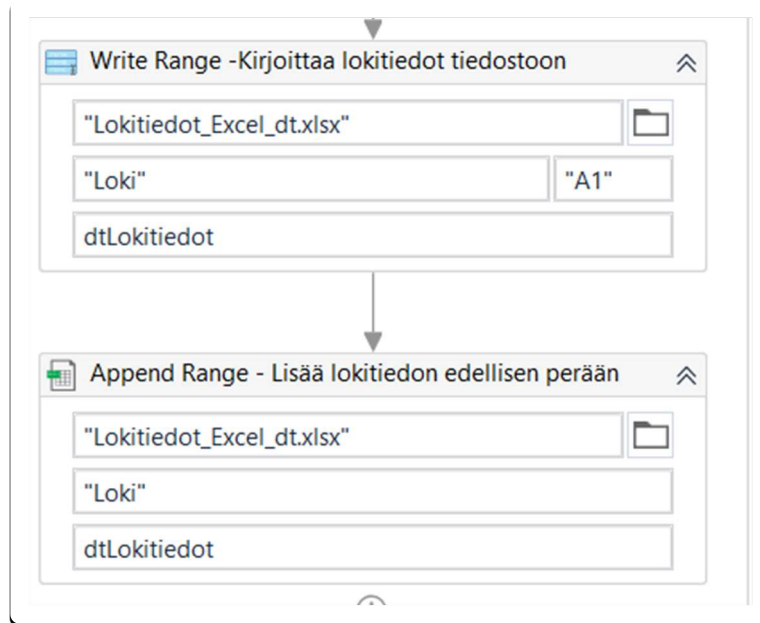 Write Range -Kirjoittaa lokitiedot tiedostoon
"Lokitiedot_Excel_dt.xlsx"
"Loki" "A1"
dtLokitiedot
Append Range - Lisää lokitiedon edellisen perään
"Lokitiedot_Excel_dt.xlsx"
"Loki"
dtLokitiedot